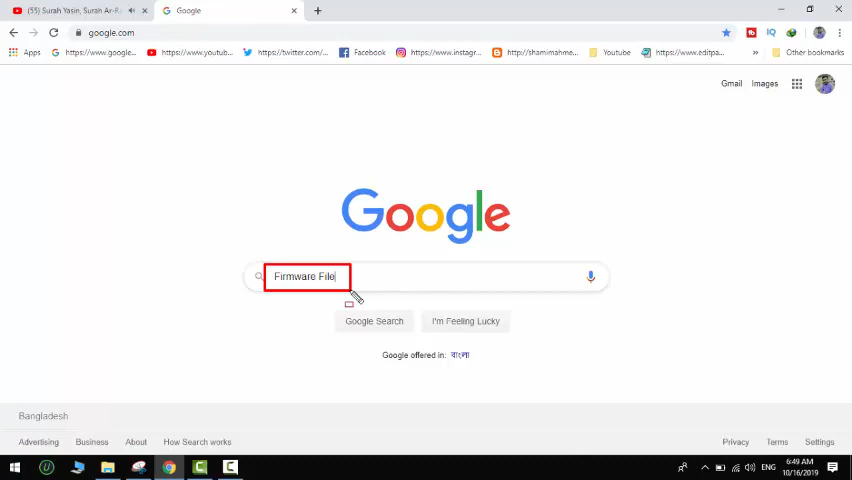 (55) Surah Yasin, Surah Ar-Ra
Google
google.com
Apps
https://www.google...
https://www.youtub...
https://twitter.com/...
Facebook
https://www.instagr...
http://shamimahme...
Youtube
https://www.editpa...
»
Other bookmarks
Gmail
Images
Google
Firmware File
Google Search
I'm Feeling Lucky
Google offered in: বাংলা
Bangladesh
Advertising
Business
About
How Search works
Privacy
Terms
Settings
ENG
6:49 AM
10/16/2019